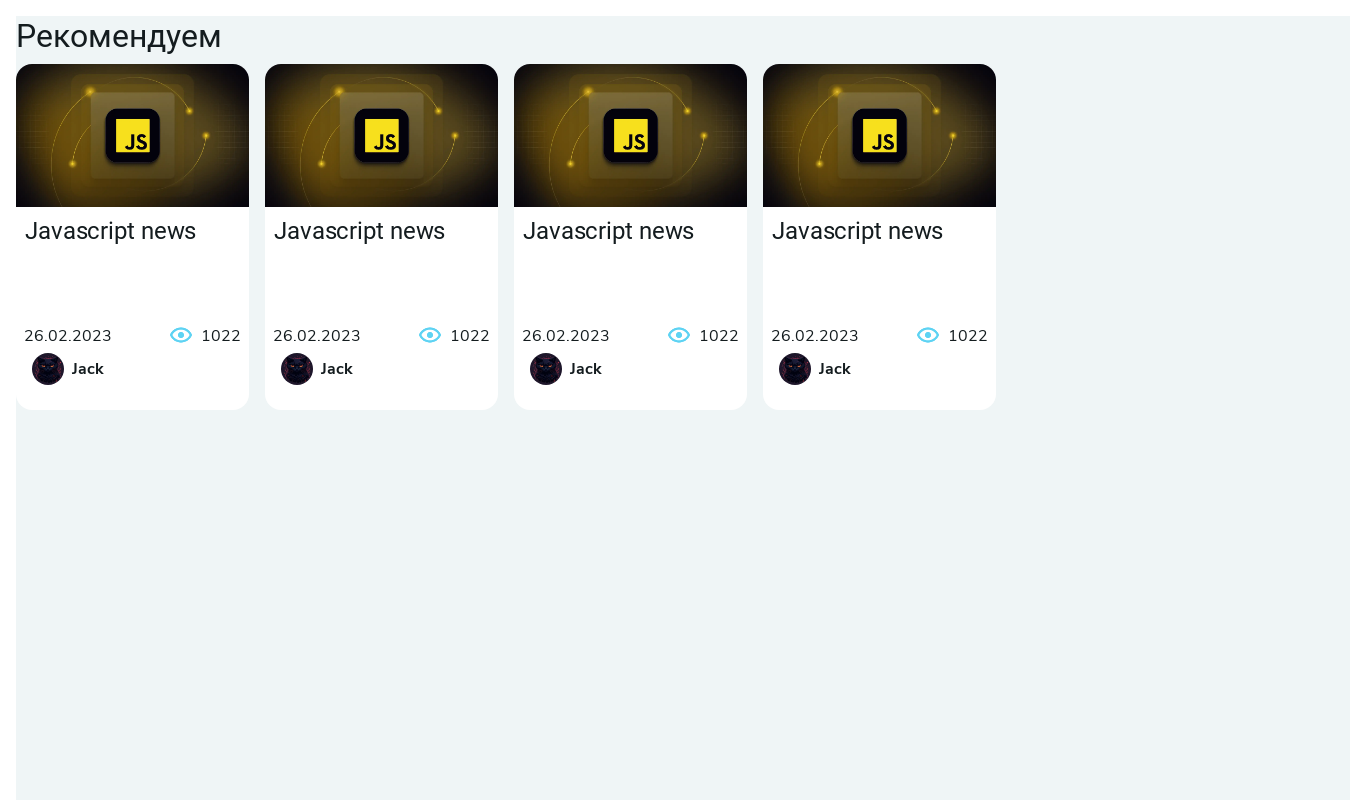 Рекомендуем
JS JS JS JS
Javascript news Javascript news Javascript news Javascript news
26.02.2023 1022 26.02.2023 1022 26.02.2023 1022 26.02.2023 1022
Jack Jack Jack Jack